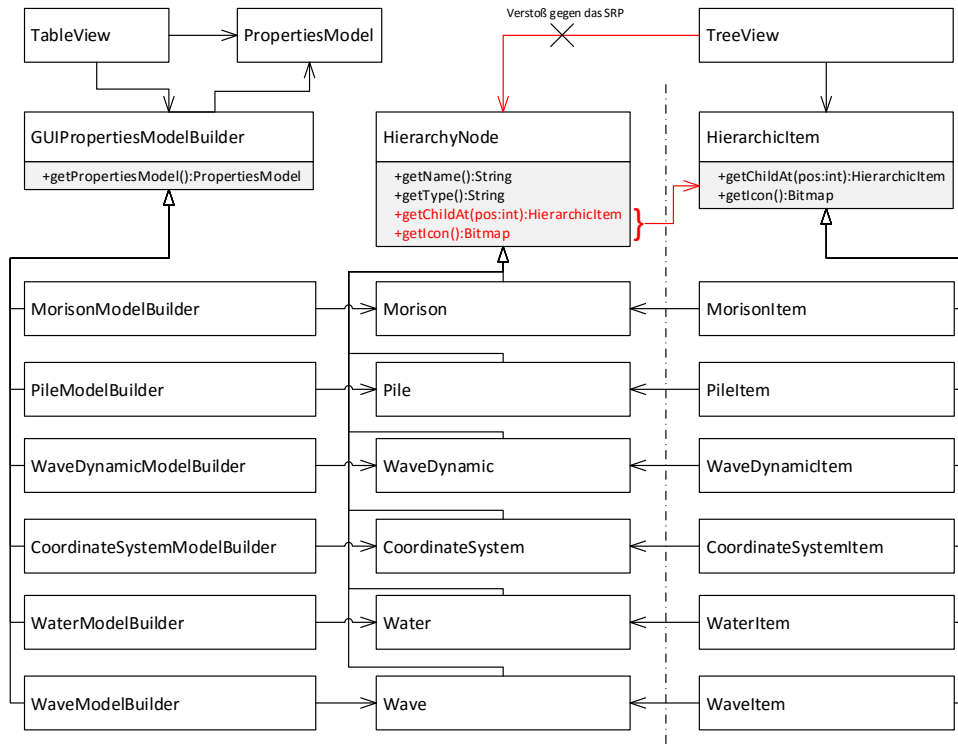 Verstoß gegen das SRP
TableView
PropertiesModel
TreeView
GUIPropertiesModelBuilder
+getPropertiesModel():PropertiesModel
HierarchyNode
+getName():String
+getType():String
+getChildAt(pos:int):HierarchicItem
+getIcon():Bitmap
}
HierarchicItem
+getChildAt(pos:int):HierarchicItem
+getIcon():Bitmap
MorisonModelBuilder
Morison
MorisonItem
PileModelBuilder
Pile
PileItem
WaveDynamicModelBuilder
WaveDynamic
WaveDynamicItem
CoordinateSystemModelBuilder
CoordinateSystem
CoordinateSystemItem
WaterModelBuilder
Water
WaterItem
WaveModelBuilder
Wave
WaveItem